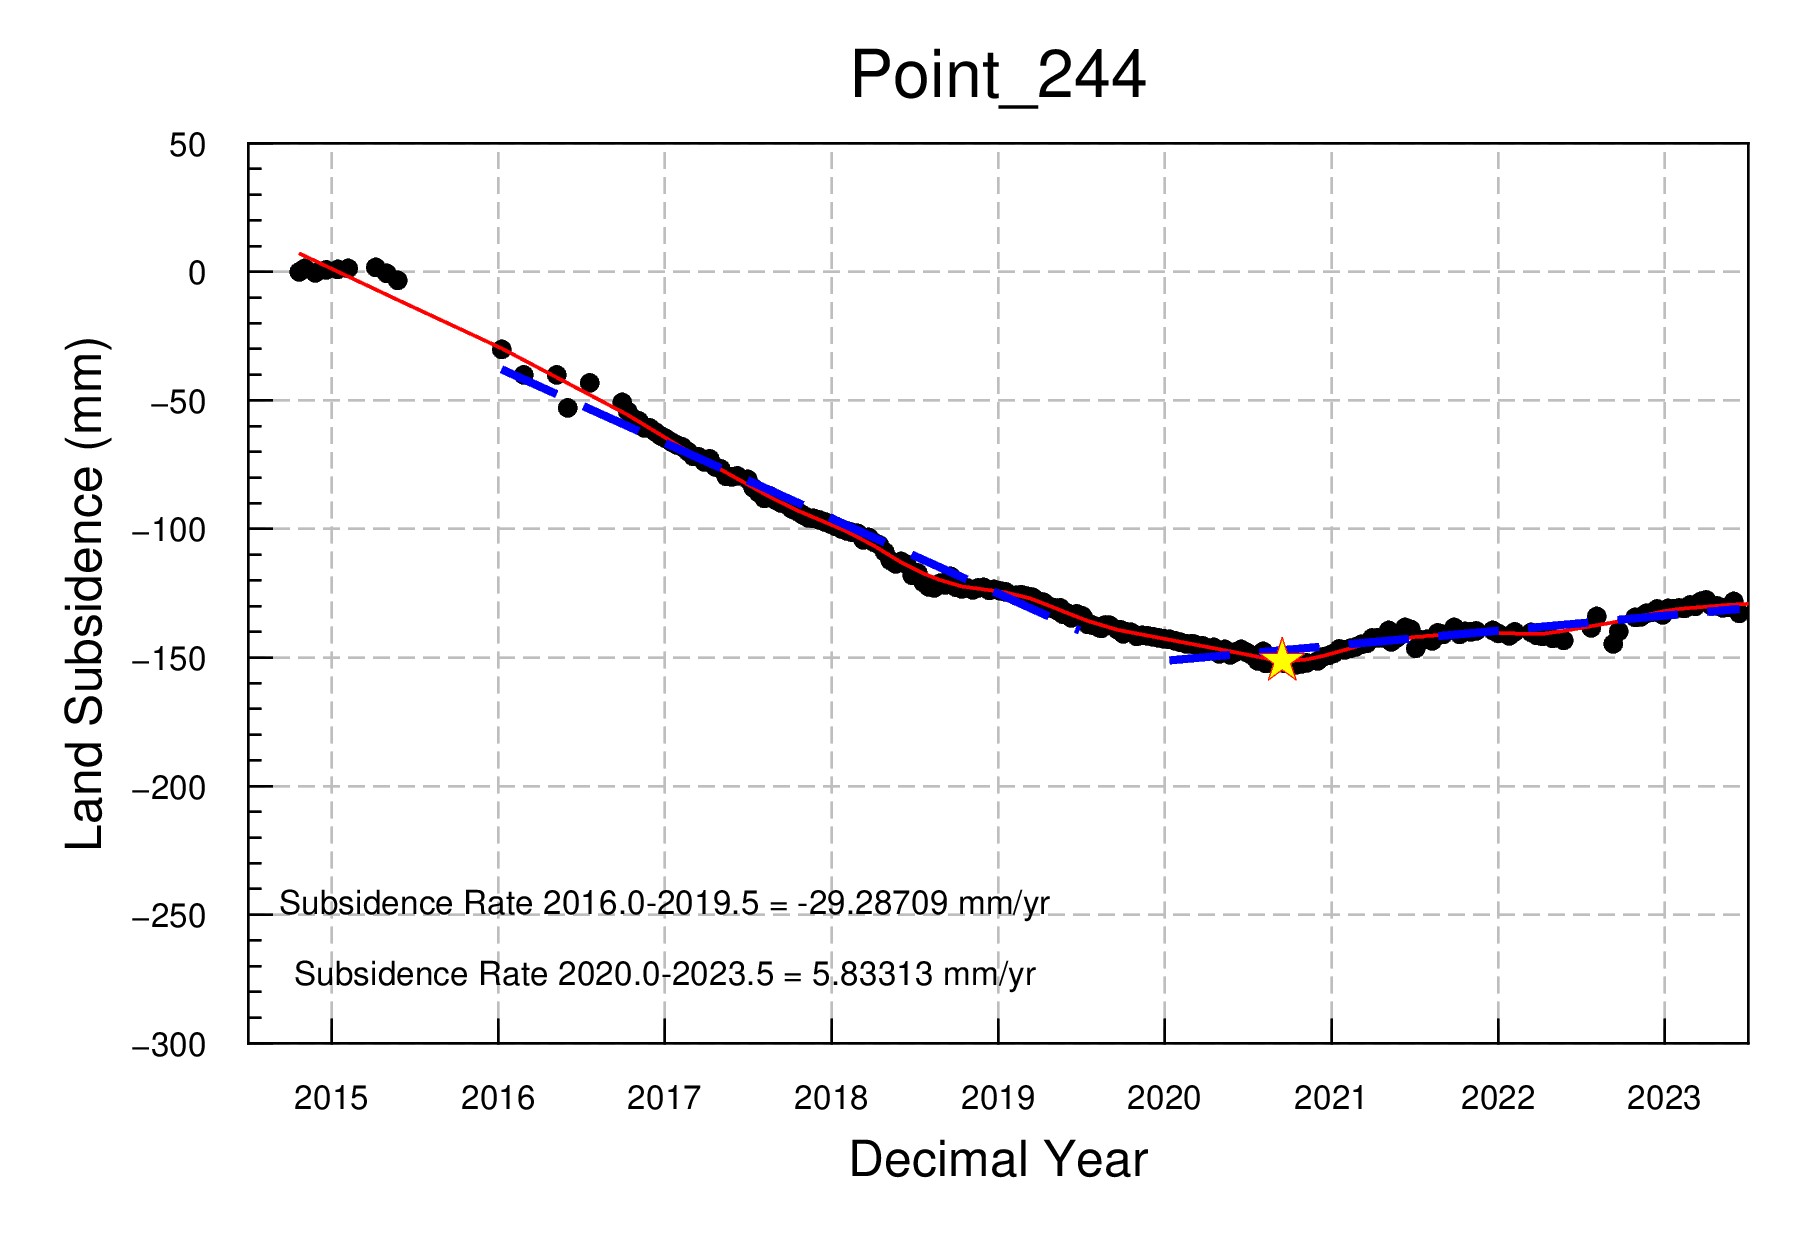 Point_244
50
0
−50
−100
−150
−200
−250
−300
Land Subsidence (mm)
Subsidence Rate 2016.0-2019.5 = -29.28709 mm/yr
Subsidence Rate 2020.0-2023.5 = 5.83313 mm/yr
2015 2016 2017 2018 2019 2020 2021 2022 2023
Decimal Year